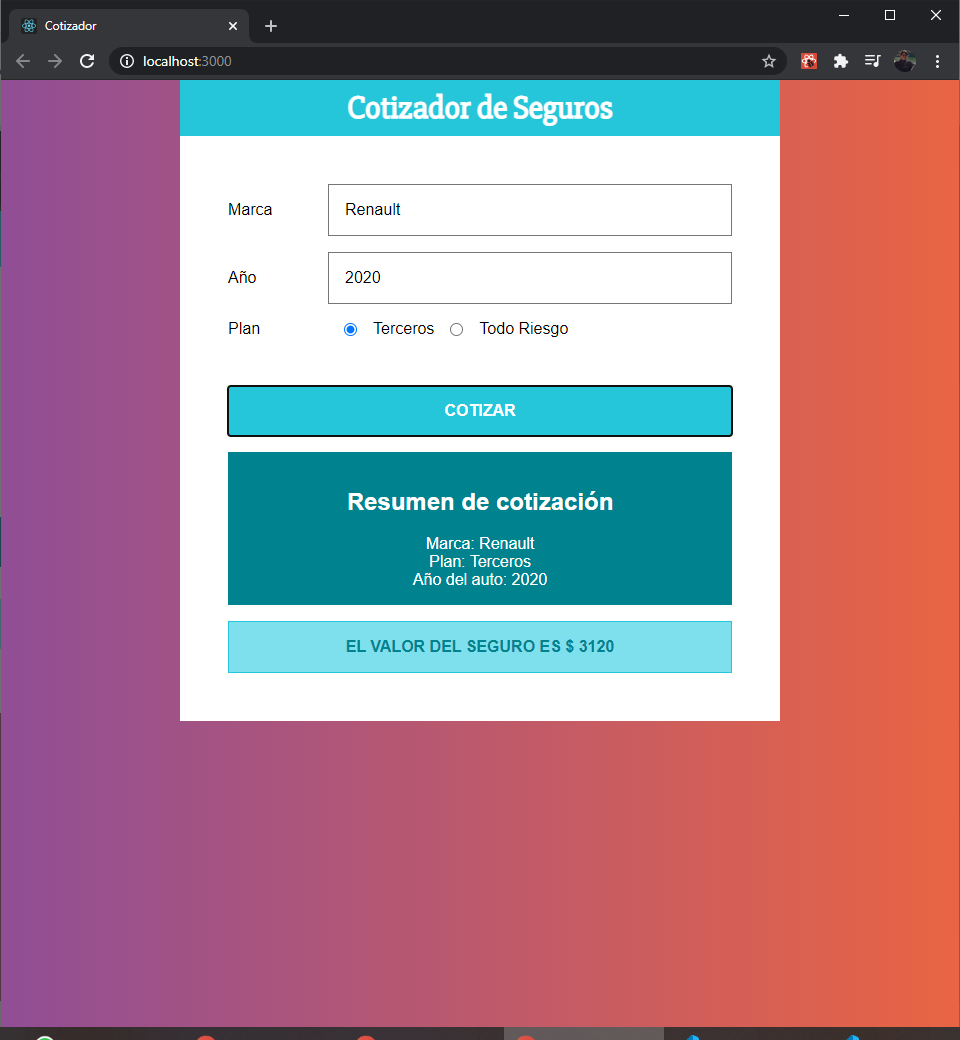 Cotizador
localhost:3000
Cotizador de Seguros
Marca Renault
Año 2020
Plan Terceros Todo Riesgo
COTIZAR
Resumen de cotización
Marca: Renault
Plan: Terceros
Año del auto: 2020
EL VALOR DEL SEGURO ES $ 3120